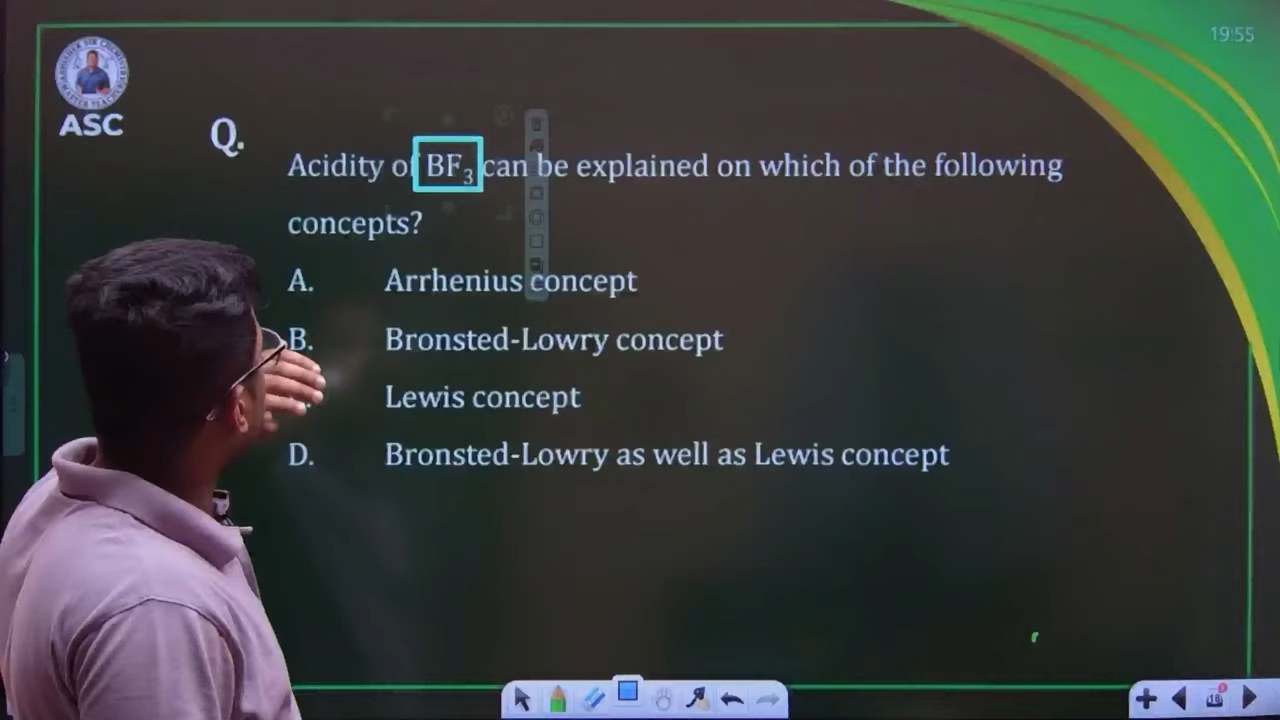 19:55
ASC
Q.
Acidity of BF₃ can be explained on which of the following
concepts?
A. Arrhenius concept
B. Bronsted-Lowry concept
Lewis concept
D. Bronsted-Lowry as well as Lewis concept
18